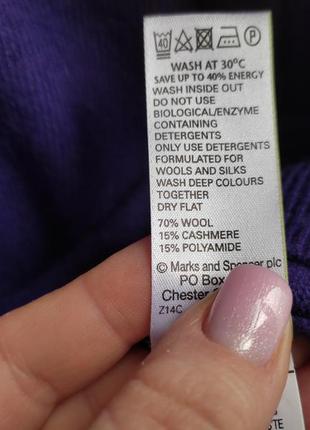 40 P
WASH AT 30°C
SAVE UP TO 40% ENERGY
WASH INSIDE OUT
DO NOT USE
BIOLOGICAL/ENZYME
CONTAINING
DETERGENTS
ONLY USE DETERGENTS
FORMULATED FOR
WOOLS AND SILKS
WASH DEEP COLOURS
TOGETHER
DRY FLAT
70% WOOL
15% CASHMERE
15% POLYAMIDE
© Marks and Spencer plc
PO Box
Chester
Z14C